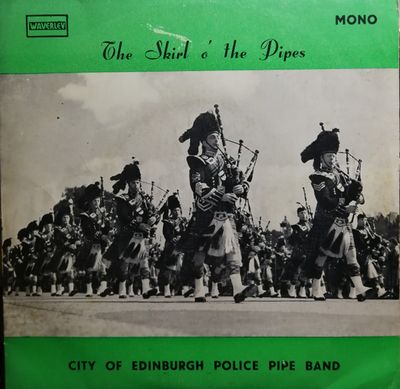 WAVERLEY
MONO
The Skirl o' the Pipes
CITY OF EDINBURGH POLICE PIPE BAND